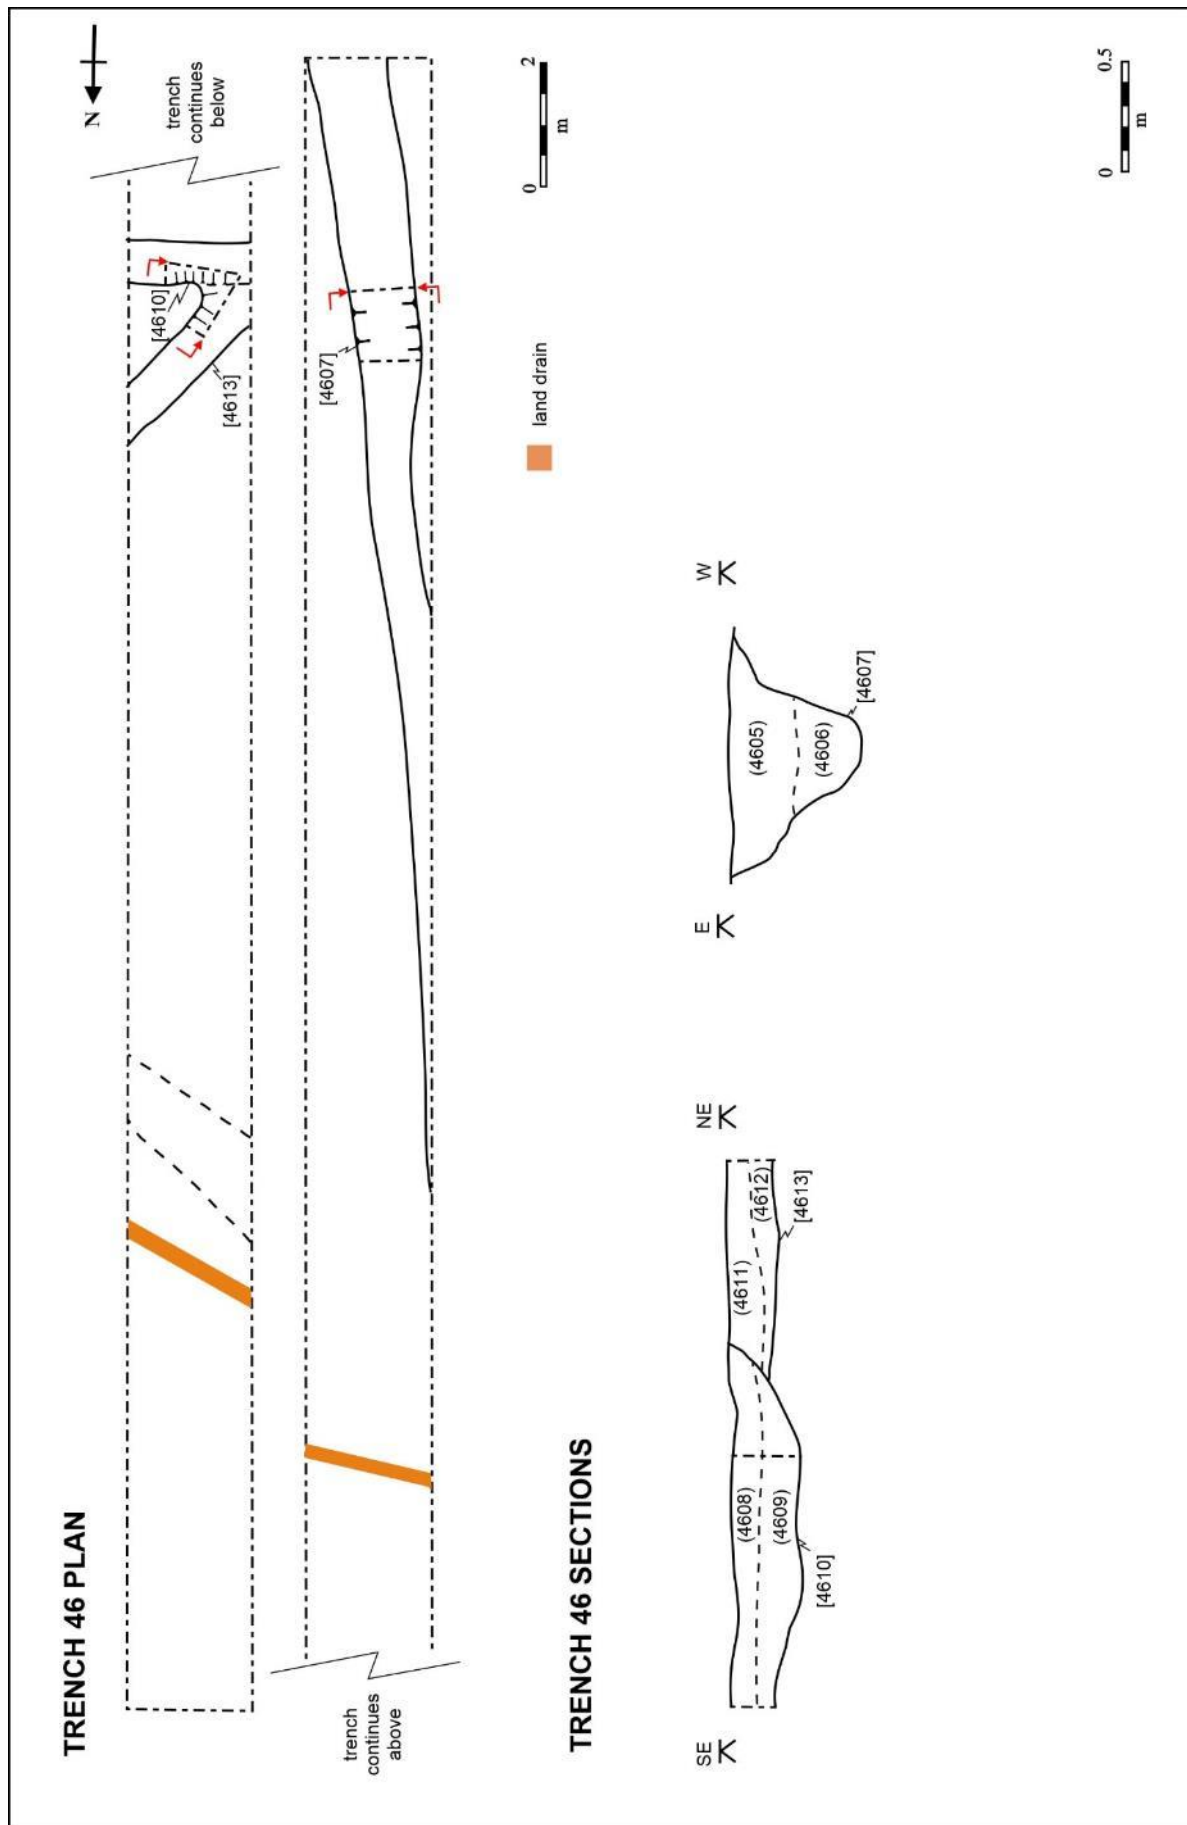 TRENCH 46 PLAN
N
trench
continues
below
[4610]
[4613]
trench
continues
above
[4607]
0
2
m
land drain
TRENCH 46 SECTIONS
SE
NE
(4608)
(4609)
[4610]
(4611)
(4612)
[4613]
E
W
(4605)
(4606)
[4607]
0
0.5
m